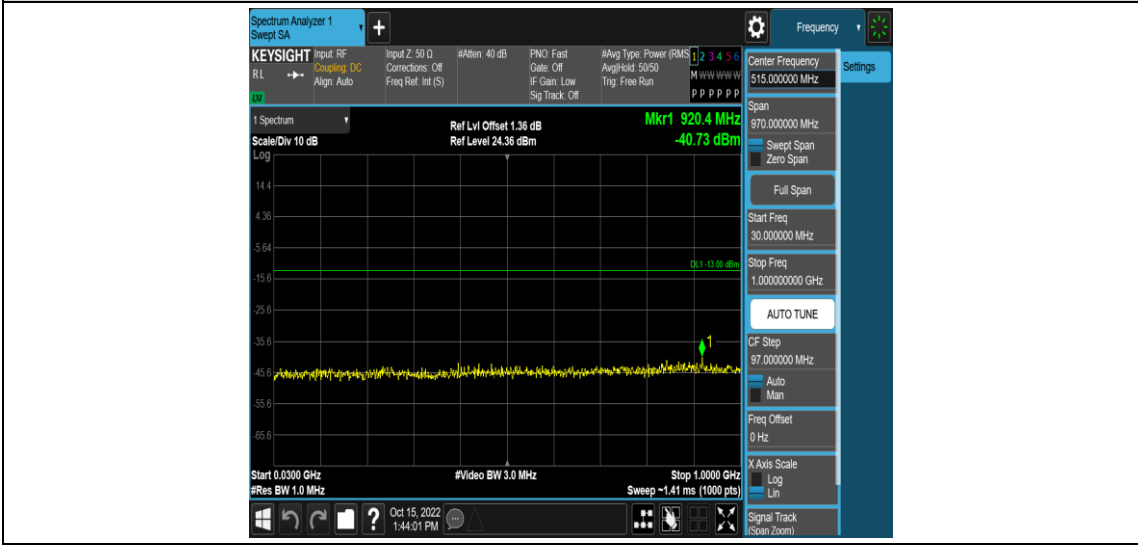 Spectrum Analyzer 1
Swept SA
+
Frequency
KEYSIGHT
RL
LM
Input: RF
Coupling: DC
Align: Auto
Input Z: 50 Ω
Corrections: Off
Freq Ref: Int (S)
#Atten: 40 dB
PNO: Fast
Gate: Off
IF Gain: Low
Sig Track: Off
#Avg Type: Power (RMS
Avg|Hold: 50/50
Trig: Free Run
1 2 3 4 5 6
M W W W W W
P P P P P P
1 Spectrum
Scale/Div 10 dB
Log
Ref Lvl Offset 1.36 dB
Ref Level 24.36 dBm
Mkr1 920.4 MHz
-40.73 dBm
14.4
4.36
-5.64
DL1 -13.00 dBm
-15.6
-25.6
-35.6
1
-45.6
-55.6
-65.6
Start 0.0300 GHz
#Res BW 1.0 MHz
#Video BW 3.0 MHz
Stop 1.0000 GHz
Sweep ~1.41 ms (1000 pts)
Center Frequency
515.000000 MHz
Settings
Span
970.000000 MHz
Swept Span
Zero Span
Full Span
Start Freq
30.000000 MHz
Stop Freq
1.000000000 GHz
AUTO TUNE
CF Step
97.000000 MHz
Auto
Man
Freq Offset
0 Hz
X Axis Scale
Log
Lin
Signal Track
(Span Zoom)
?
Oct 15, 2022
1:44:01 PM